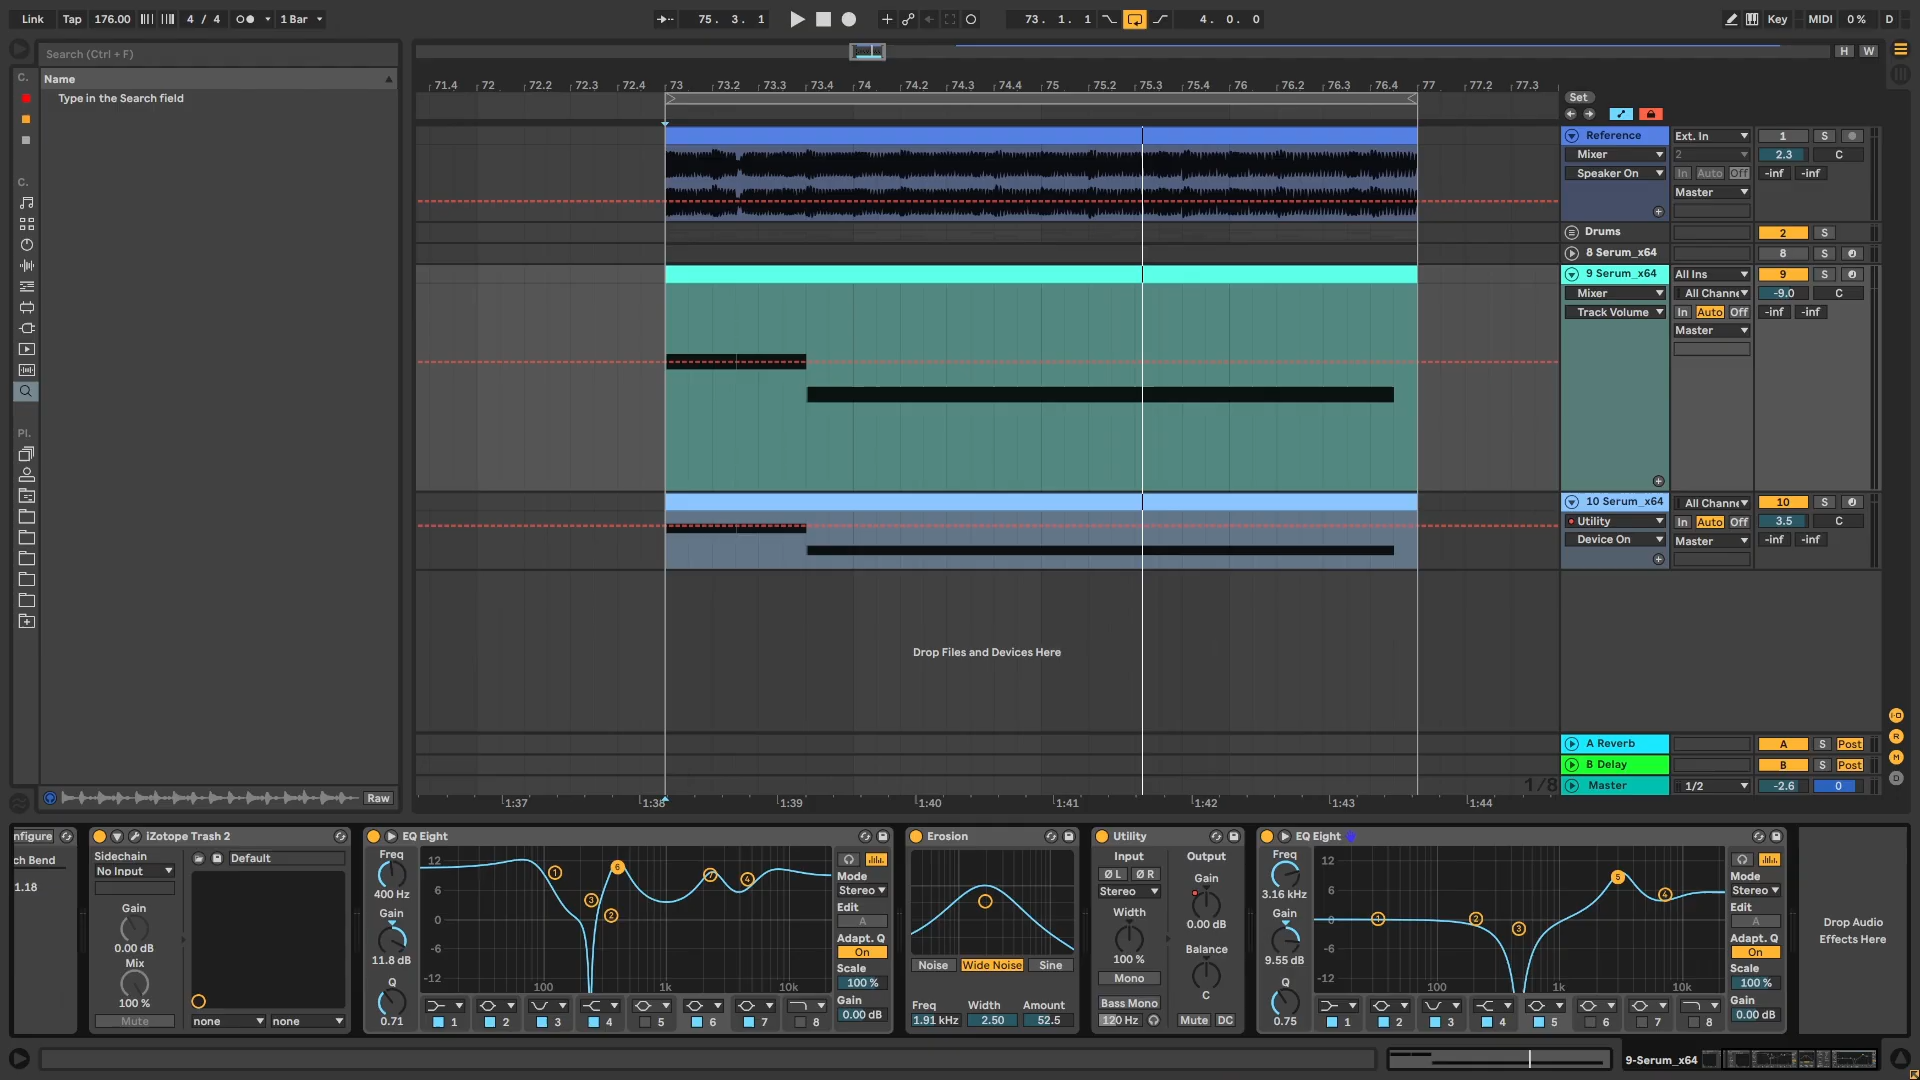 Link Tap 176.00 4 / 4 1 Bar 75. 3. 1 73. 1. 1 4. 0. 0 Key MIDI 0 % D
Search (Ctrl + F)
H W
C.
Name
Type in the Search field
C.
Pl.
71.4 72 72.2 72.3 72.4 73 73.2 73.3 73.4 74 74.2 74.3 74.4 75 75.2 75.3 75.4 76 76.2 76.3 76.4 77 77.2 77.3
Set
Reference Ext. In 1 S
Mixer 2 2.3 C
Speaker On In Auto Off -inf -inf
Master
Drums 2 S
8 Serum_x64 8 S
9 Serum_x64 All Ins 9 S
Mixer All Channe -9.0 C
Track Volume In Auto Off -inf -inf
Master
10 Serum_x64 All Channe 10 S
Utility In Auto Off 3.5 C
Device On Master -inf -inf
Drop Files and Devices Here
A Reverb A S Post
B Delay B S Post
1/8 Master 1/2 -2.6 0
Raw
1:37 1:38 1:39 1:40 1:41 1:42 1:43 1:44
I-O
R
M
D
nfigure
ch Bend
1.18
iZotope Trash 2
Sidechain
No Input
Default
Gain
0.00 dB
Mix
100 %
Mute
none none
EQ Eight
Freq
400 Hz
Gain
11.8 dB
Q
0.71
12
6
0
-6
-12
100 1k 10k
1 2 3 4 5 6 7 8
Mode
Stereo
Edit
A
Adapt. Q
On
Scale
100 %
Gain
0.00 dB
Erosion
Noise Wide Noise Sine
Freq Width Amount
1.91 kHz 2.50 52.5
Utility
Input Output
Ø L Ø R Gain
Stereo
Width 0.00 dB
100 % Balance
Mono C
Bass Mono
120 Hz Mute DC
EQ Eight
Freq
3.16 kHz
Gain
9.55 dB
Q
0.75
12
6
0
-6
-12
100 1k 10k
1 2 3 4 5 6 7 8
Mode
Stereo
Edit
A
Adapt. Q
On
Scale
100 %
Gain
0.00 dB
Drop Audio
Effects Here
9-Serum_x64